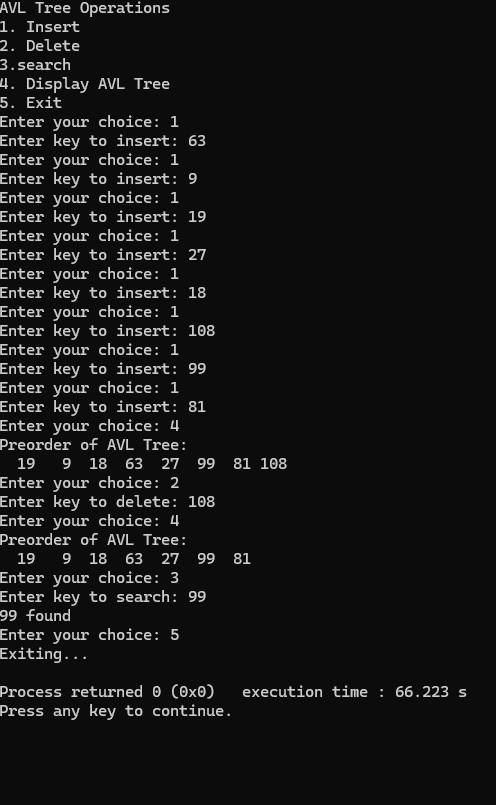 AVL Tree Operations
1. Insert
2. Delete
3.search
4. Display AVL Tree
5. Exit
Enter your choice: 1
Enter key to insert: 63
Enter your choice: 1
Enter key to insert: 9
Enter your choice: 1
Enter key to insert: 19
Enter your choice: 1
Enter key to insert: 27
Enter your choice: 1
Enter key to insert: 18
Enter your choice: 1
Enter key to insert: 108
Enter your choice: 1
Enter key to insert: 99
Enter your choice: 1
Enter key to insert: 81
Enter your choice: 4
Preorder of AVL Tree:
  19   9  18  63  27  99  81 108
Enter your choice: 2
Enter key to delete: 108
Enter your choice: 4
Preorder of AVL Tree:
  19   9  18  63  27  99  81
Enter your choice: 3
Enter key to search: 99
99 found
Enter your choice: 5
Exiting...
Process returned 0 (0x0)   execution time : 66.223 s
Press any key to continue.